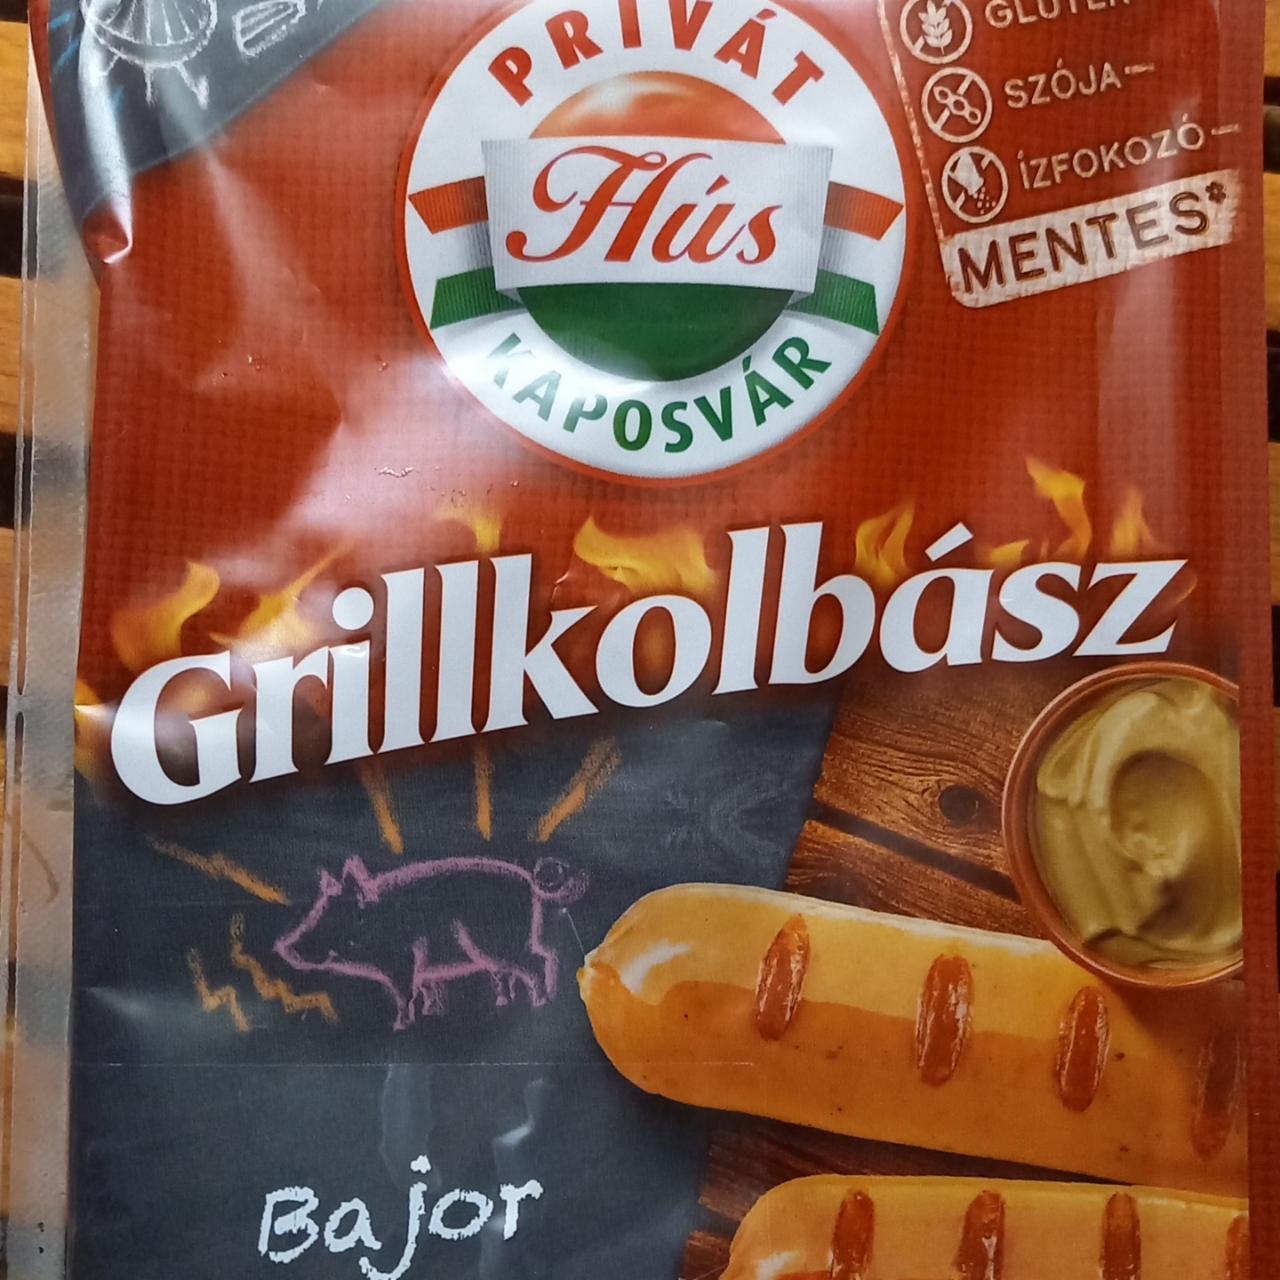 PRIVÁT
Hús
KAPOSVÁR
GLUTÉN-
SZÓJA-
ÍZFOKOZÓ-
MENTES*
Grillkolbász
Bajor